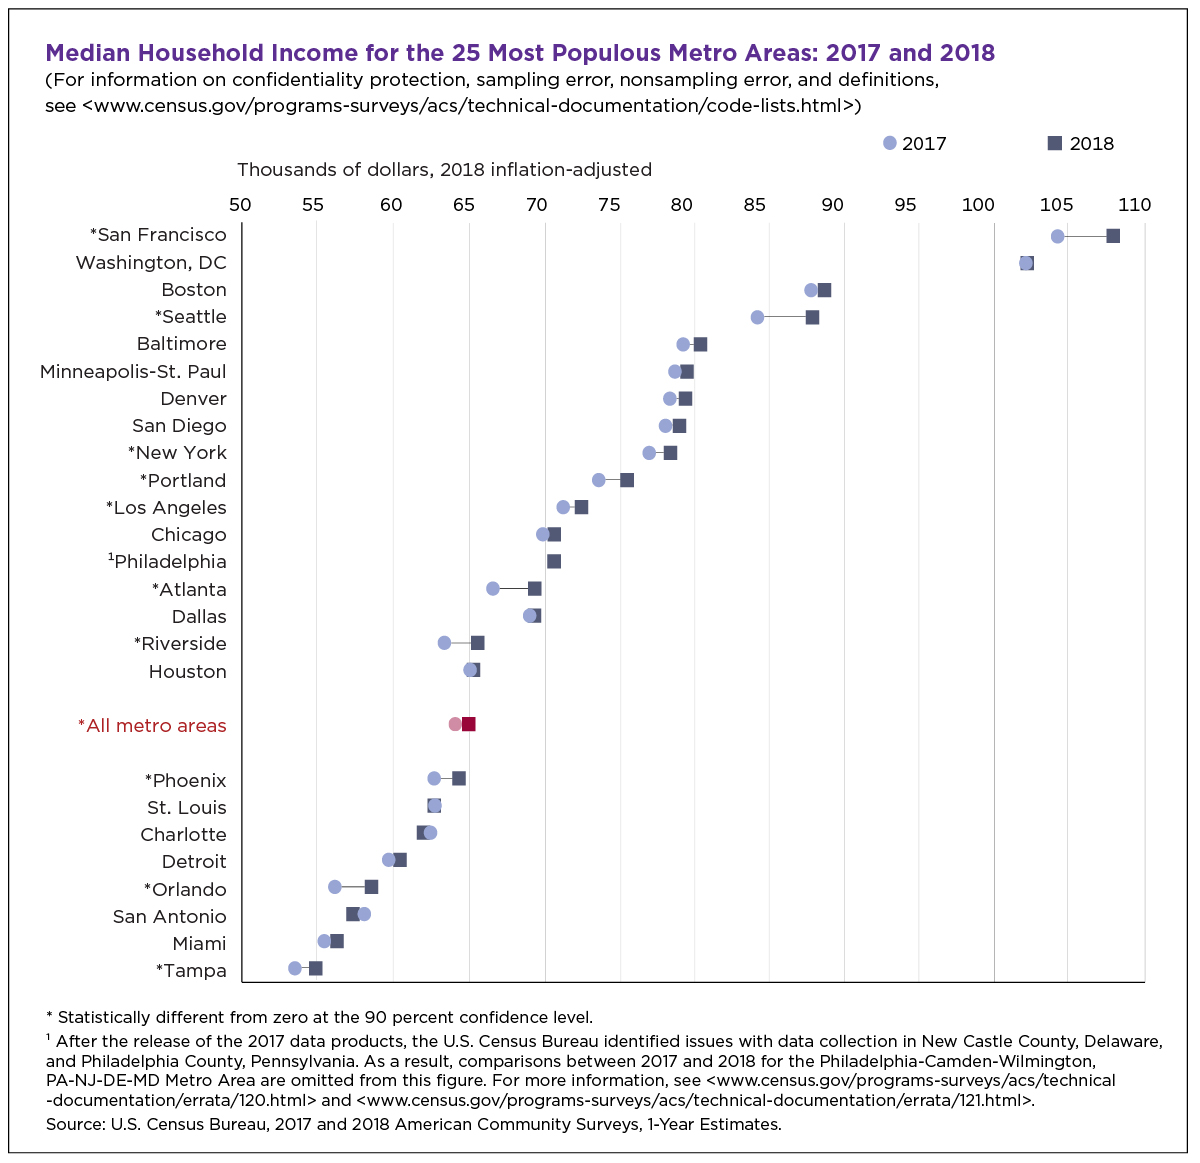 Median Household Income for the 25 Most Populous Metro Areas: 2017 and 2018
(For information on confidentiality protection, sampling error, nonsampling error, and definitions,
see <www.census.gov/programs-surveys/acs/technical-documentation/code-lists.html>)
2017 2018
Thousands of dollars, 2018 inflation-adjusted
50 55 60 65 70 75 80 85 90 95 100 105 110
*San Francisco
Washington, DC
Boston
*Seattle
Baltimore
Minneapolis-St. Paul
Denver
San Diego
*New York
*Portland
*Los Angeles
Chicago
¹Philadelphia
*Atlanta
Dallas
*Riverside
Houston
*All metro areas
*Phoenix
St. Louis
Charlotte
Detroit
*Orlando
San Antonio
Miami
*Tampa
* Statistically different from zero at the 90 percent confidence level.
¹ After the release of the 2017 data products, the U.S. Census Bureau identified issues with data collection in New Castle County, Delaware,
and Philadelphia County, Pennsylvania. As a result, comparisons between 2017 and 2018 for the Philadelphia-Camden-Wilmington,
PA-NJ-DE-MD Metro Area are omitted from this figure. For more information, see <www.census.gov/programs-surveys/acs/technical
-documentation/errata/120.html> and <www.census.gov/programs-surveys/acs/technical-documentation/errata/121.html>.
Source: U.S. Census Bureau, 2017 and 2018 American Community Surveys, 1-Year Estimates.